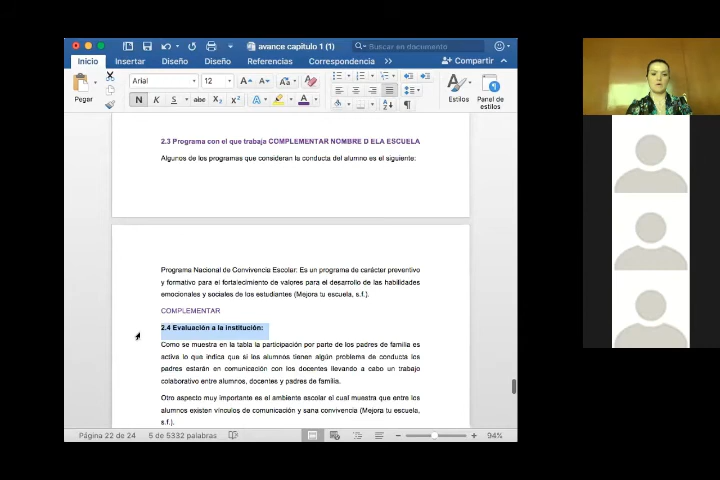 avance capítulo 1 (1)
Buscar en documento
Inicio Insertar Diseño Diseño Referencias Correspondencia Compartir
Pegar Arial 12 Estilos Panel de estilos
N K S abc X₂ X²
2.3 Programa con el que trabaja COMPLEMENTAR NOMBRE D ELA ESCUELA
Algunos de los programas que consideran la conducta del alumno es el siguiente:
Programa Nacional de Convivencia Escolar: Es un programa de carácter preventivo
y formativo para el fortalecimiento de valores para el desarrollo de las habilidades
emocionales y sociales de los estudiantes (Mejora tu escuela, s.f.).
COMPLEMENTAR
2.4 Evaluación a la institución:
Como se muestra en la tabla la participación por parte de los padres de familia es
activa lo que indica que si los alumnos tienen algún problema de conducta los
padres estarán en comunicación con los docentes llevando a cabo un trabajo
colaborativo entre alumnos, docentes y padres de familia.
Otro aspecto muy importante es el ambiente escolar el cual muestra que entre los
alumnos existen vínculos de comunicación y sana convivencia (Mejora tu escuela,
s.f.).
Página 22 de 24 5 de 5332 palabras 94%